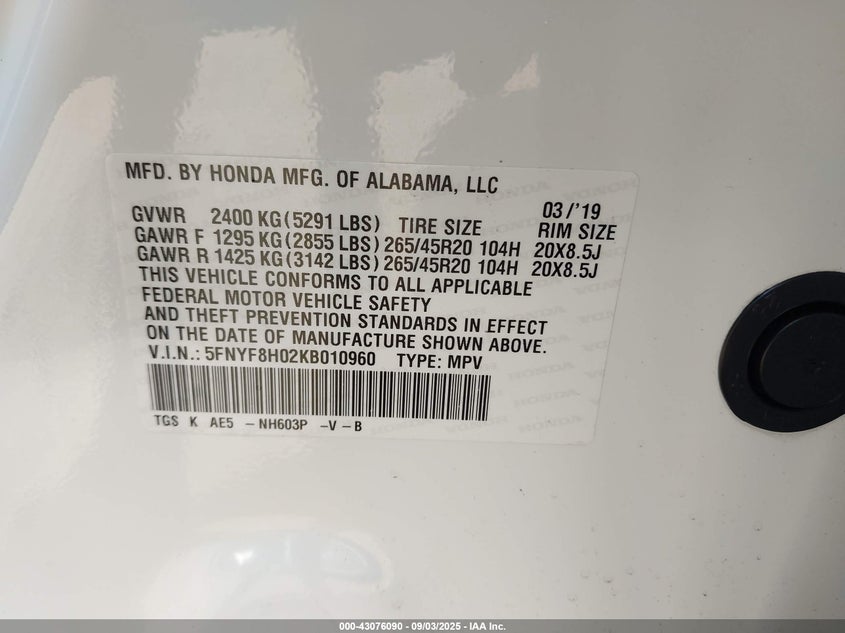 MFD. BY HONDA MFG. OF ALABAMA, LLC
03/'19
GVWR 2400 KG(5291 LBS) TIRE SIZE RIM SIZE
GAWR F 1295 KG(2855 LBS) 265/45R20 104H 20X8.5J
GAWR R 1425 KG(3142 LBS) 265/45R20 104H 20X8.5J
THIS VEHICLE CONFORMS TO ALL APPLICABLE
FEDERAL MOTOR VEHICLE SAFETY
AND THEFT PREVENTION STANDARDS IN EFFECT
ON THE DATE OF MANUFACTURE SHOWN ABOVE.
V.I.N.: 5FNYF8H02KB010960 TYPE: MPV
TGS K AE5 -NH603P -V -B
000-43076090 - 09/03/2025 - IAA Inc.